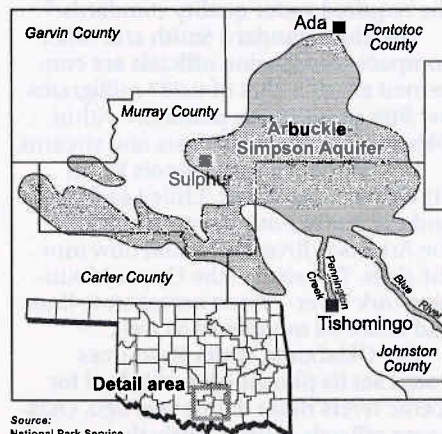 Garvin County
Ada
Pontotoc
County
Murray County
Arbuckle-
Simpson Aquifer
Sulphur
Carter County
Pennington
Creek
Blue
River
Tishomingo
Johnston
County
Detail area
Source:
National Park Service